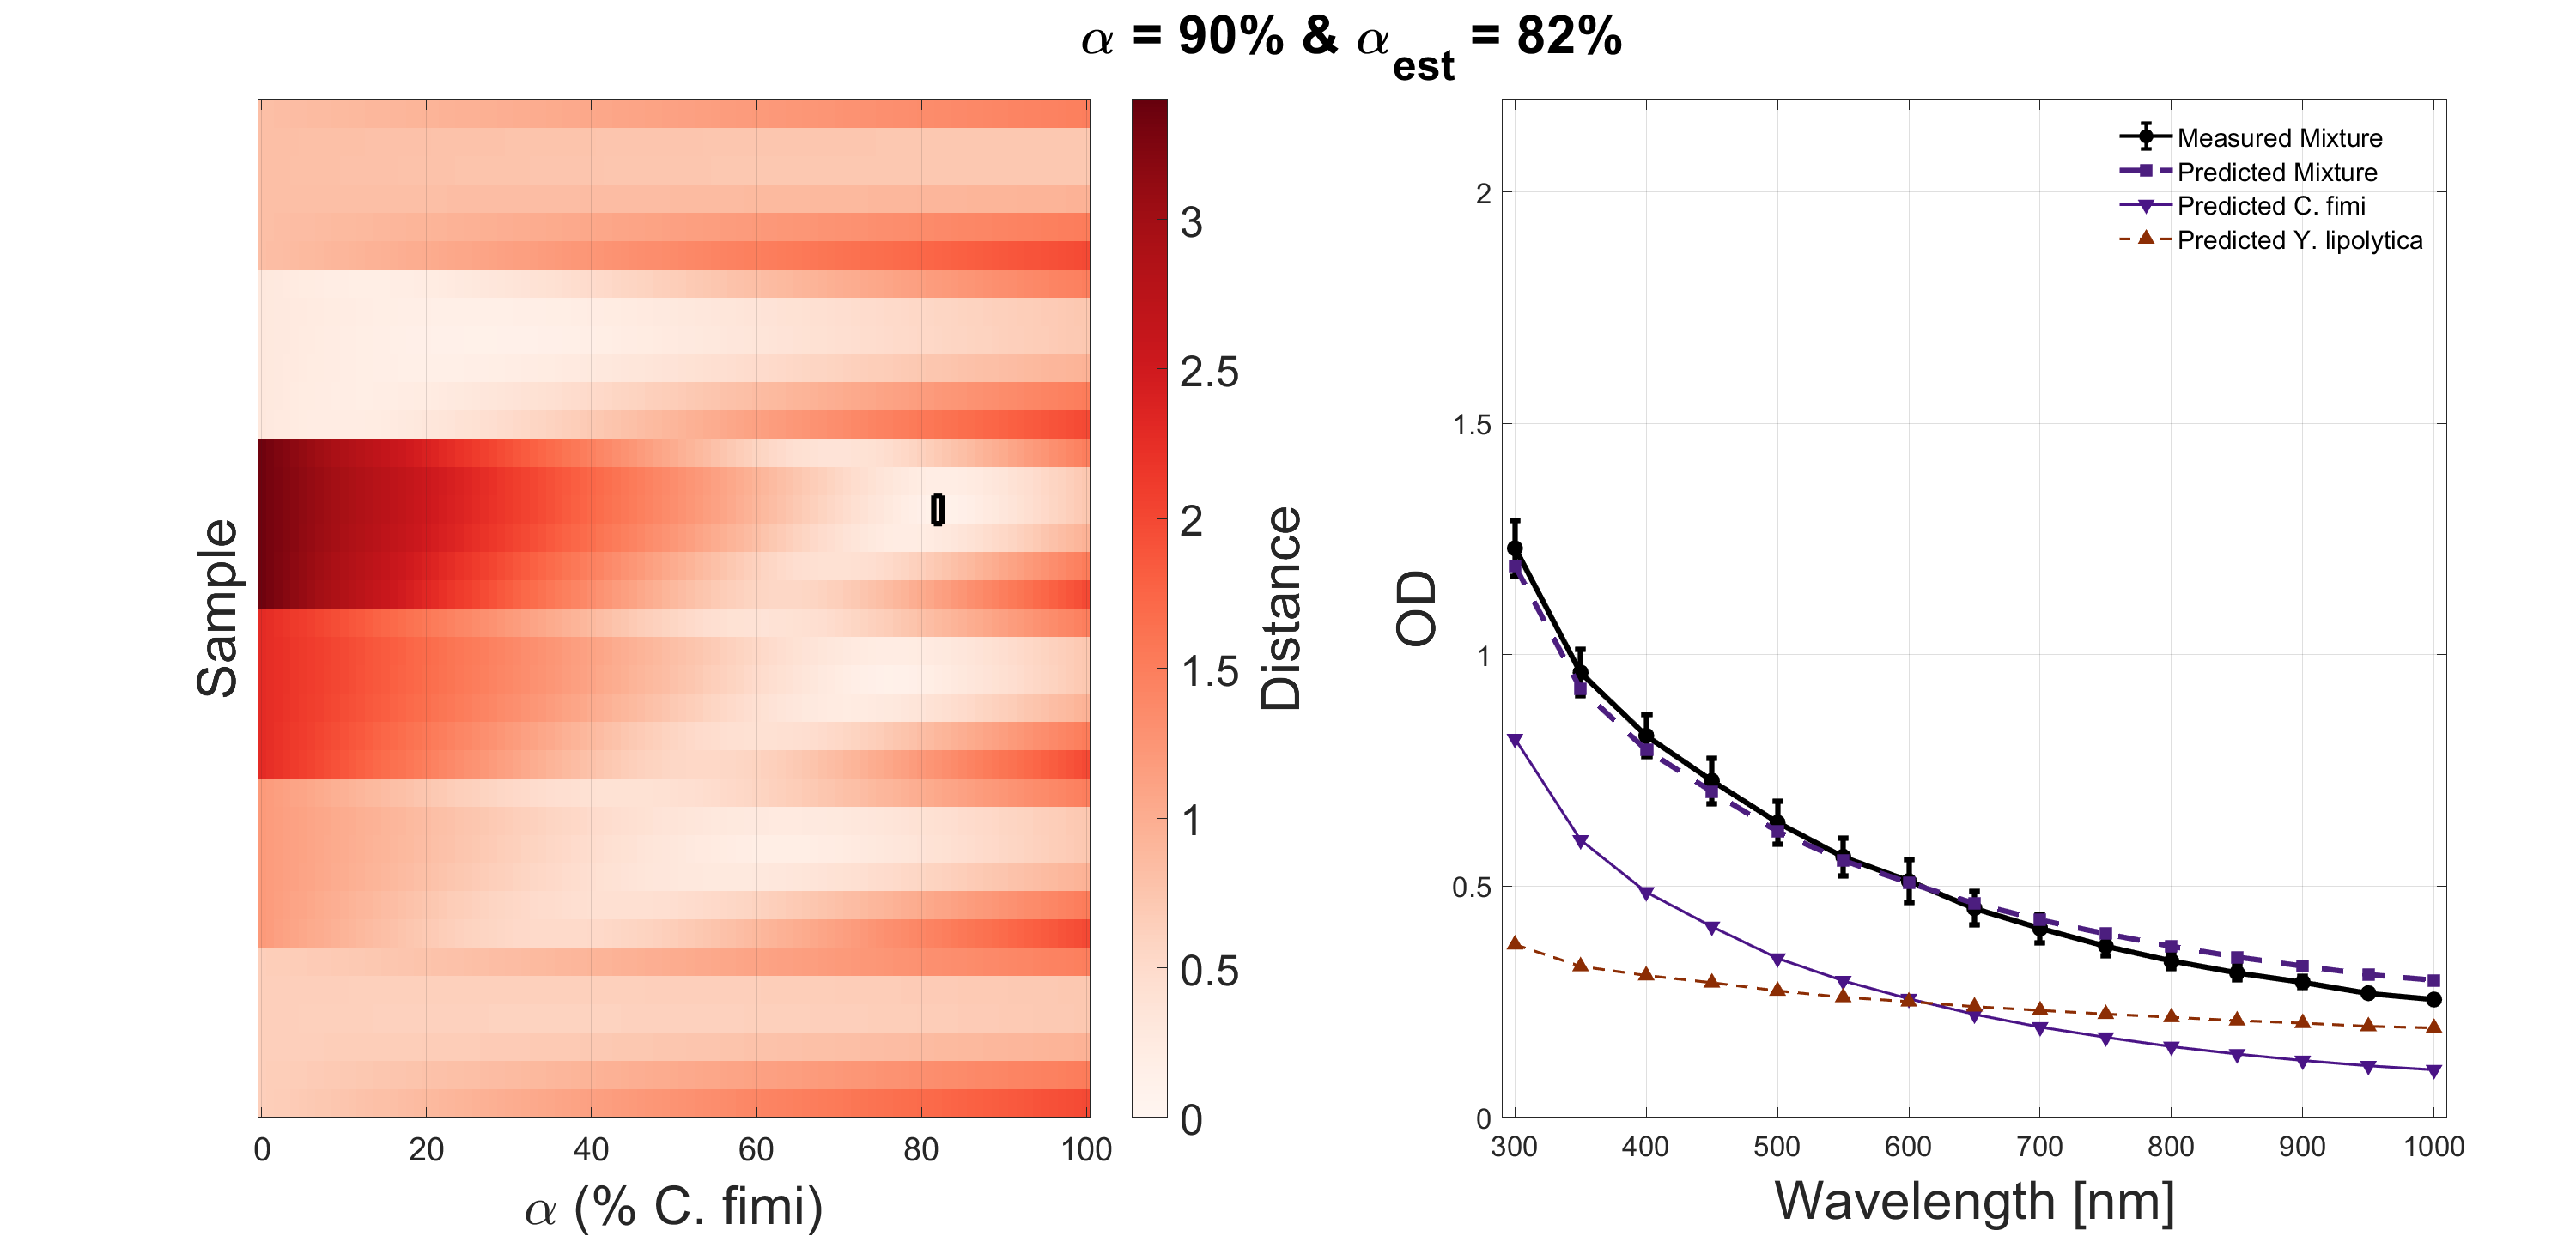 α = 90% & αest = 82%
Sample
0 20 40 60 80 100
α (% C. fimi)
3
2.5
2
1.5
1
0.5
0
Distance
OD
2
1.5
1
0.5
0
Measured Mixture
Predicted Mixture
Predicted C. fimi
Predicted Y. lipolytica
300 400 500 600 700 800 900 1000
Wavelength [nm]